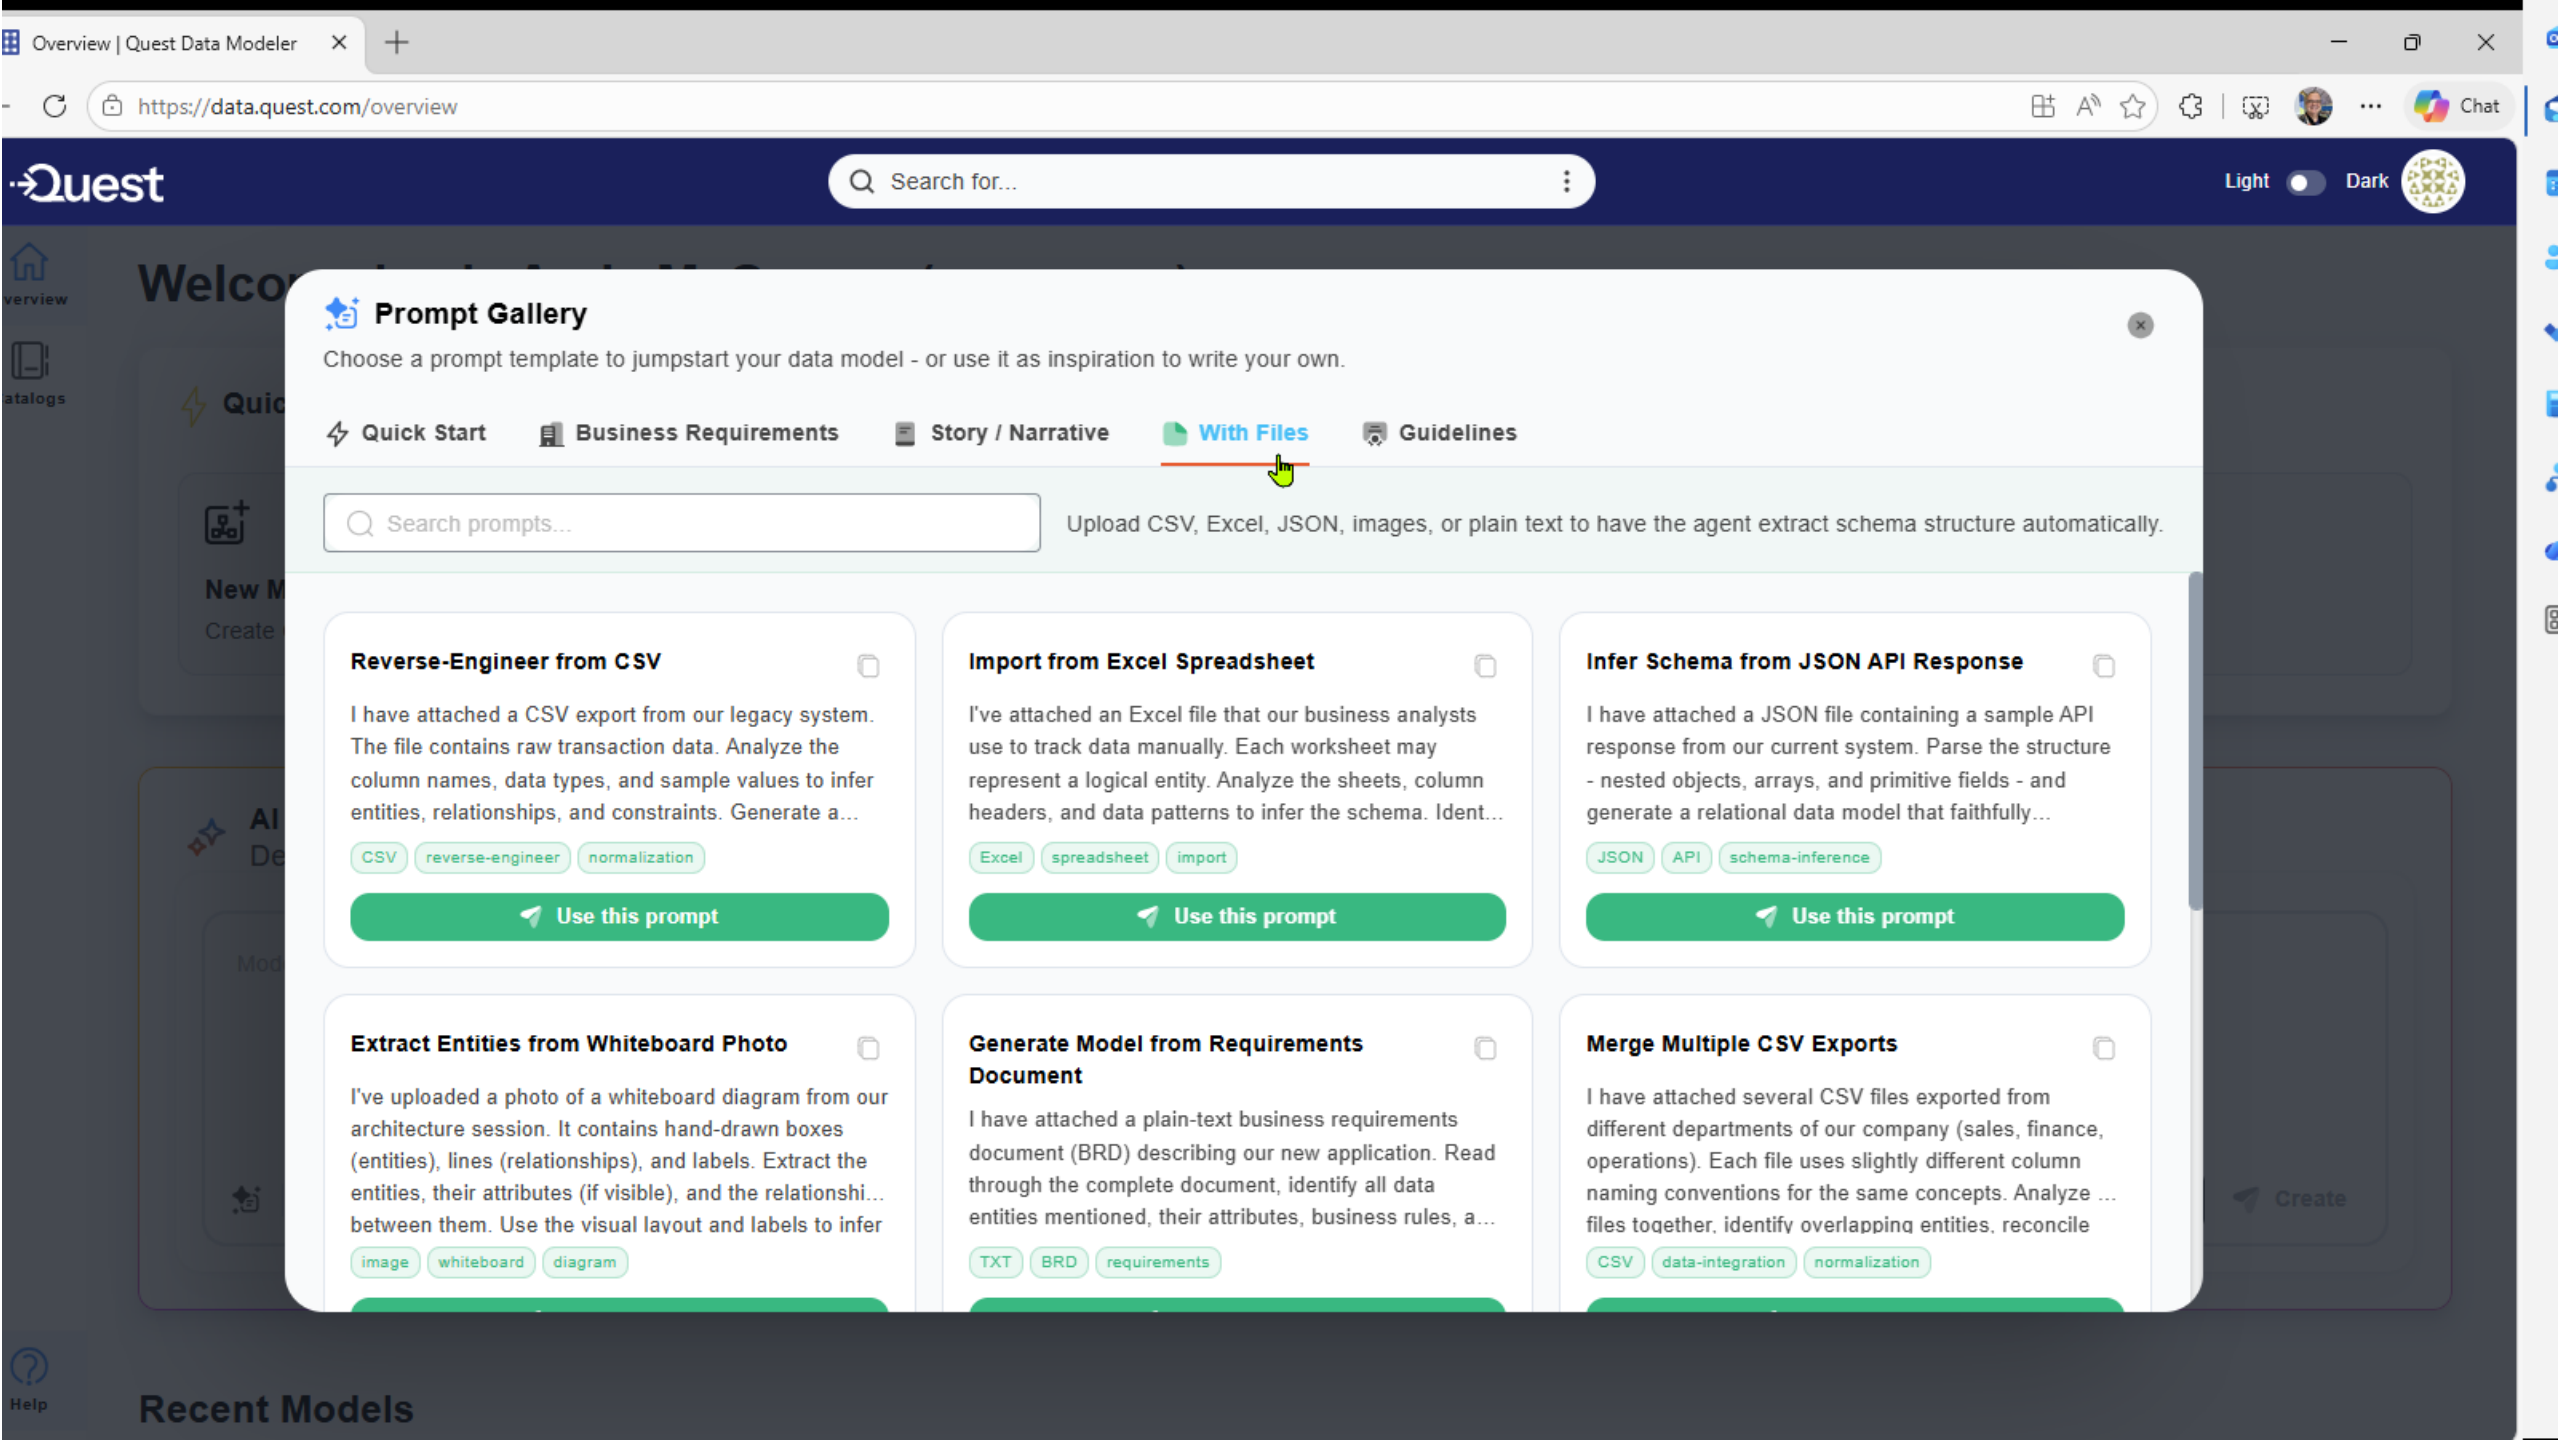 Overview | Quest Data Modeler
https://data.quest.com/overview
Chat
Quest
Search for...
Light
Dark
verview
atalogs
Prompt Gallery
Choose a prompt template to jumpstart your data model - or use it as inspiration to write your own.
Quick Start
Business Requirements
Story / Narrative
With Files
Guidelines
Search prompts...
Upload CSV, Excel, JSON, images, or plain text to have the agent extract schema structure automatically.
Reverse-Engineer from CSV
I have attached a CSV export from our legacy system.
The file contains raw transaction data. Analyze the
column names, data types, and sample values to infer
entities, relationships, and constraints. Generate a...
CSV
reverse-engineer
normalization
Use this prompt
Import from Excel Spreadsheet
I've attached an Excel file that our business analysts
use to track data manually. Each worksheet may
represent a logical entity. Analyze the sheets, column
headers, and data patterns to infer the schema. Ident...
Excel
spreadsheet
import
Use this prompt
Infer Schema from JSON API Response
I have attached a JSON file containing a sample API
response from our current system. Parse the structure
- nested objects, arrays, and primitive fields - and
generate a relational data model that faithfully...
JSON
API
schema-inference
Use this prompt
Extract Entities from Whiteboard Photo
I've uploaded a photo of a whiteboard diagram from our
architecture session. It contains hand-drawn boxes
(entities), lines (relationships), and labels. Extract the
entities, their attributes (if visible), and the relationshi...
between them. Use the visual layout and labels to infer
image
whiteboard
diagram
Generate Model from Requirements
Document
I have attached a plain-text business requirements
document (BRD) describing our new application. Read
through the complete document, identify all data
entities mentioned, their attributes, business rules, a...
TXT
BRD
requirements
Merge Multiple CSV Exports
I have attached several CSV files exported from
different departments of our company (sales, finance,
operations). Each file uses slightly different column
naming conventions for the same concepts. Analyze ...
files together, identify overlapping entities, reconcile
CSV
data-integration
normalization
Welco
Quic
New M
Create
AI
De
Mod
Create
Help
Recent Models